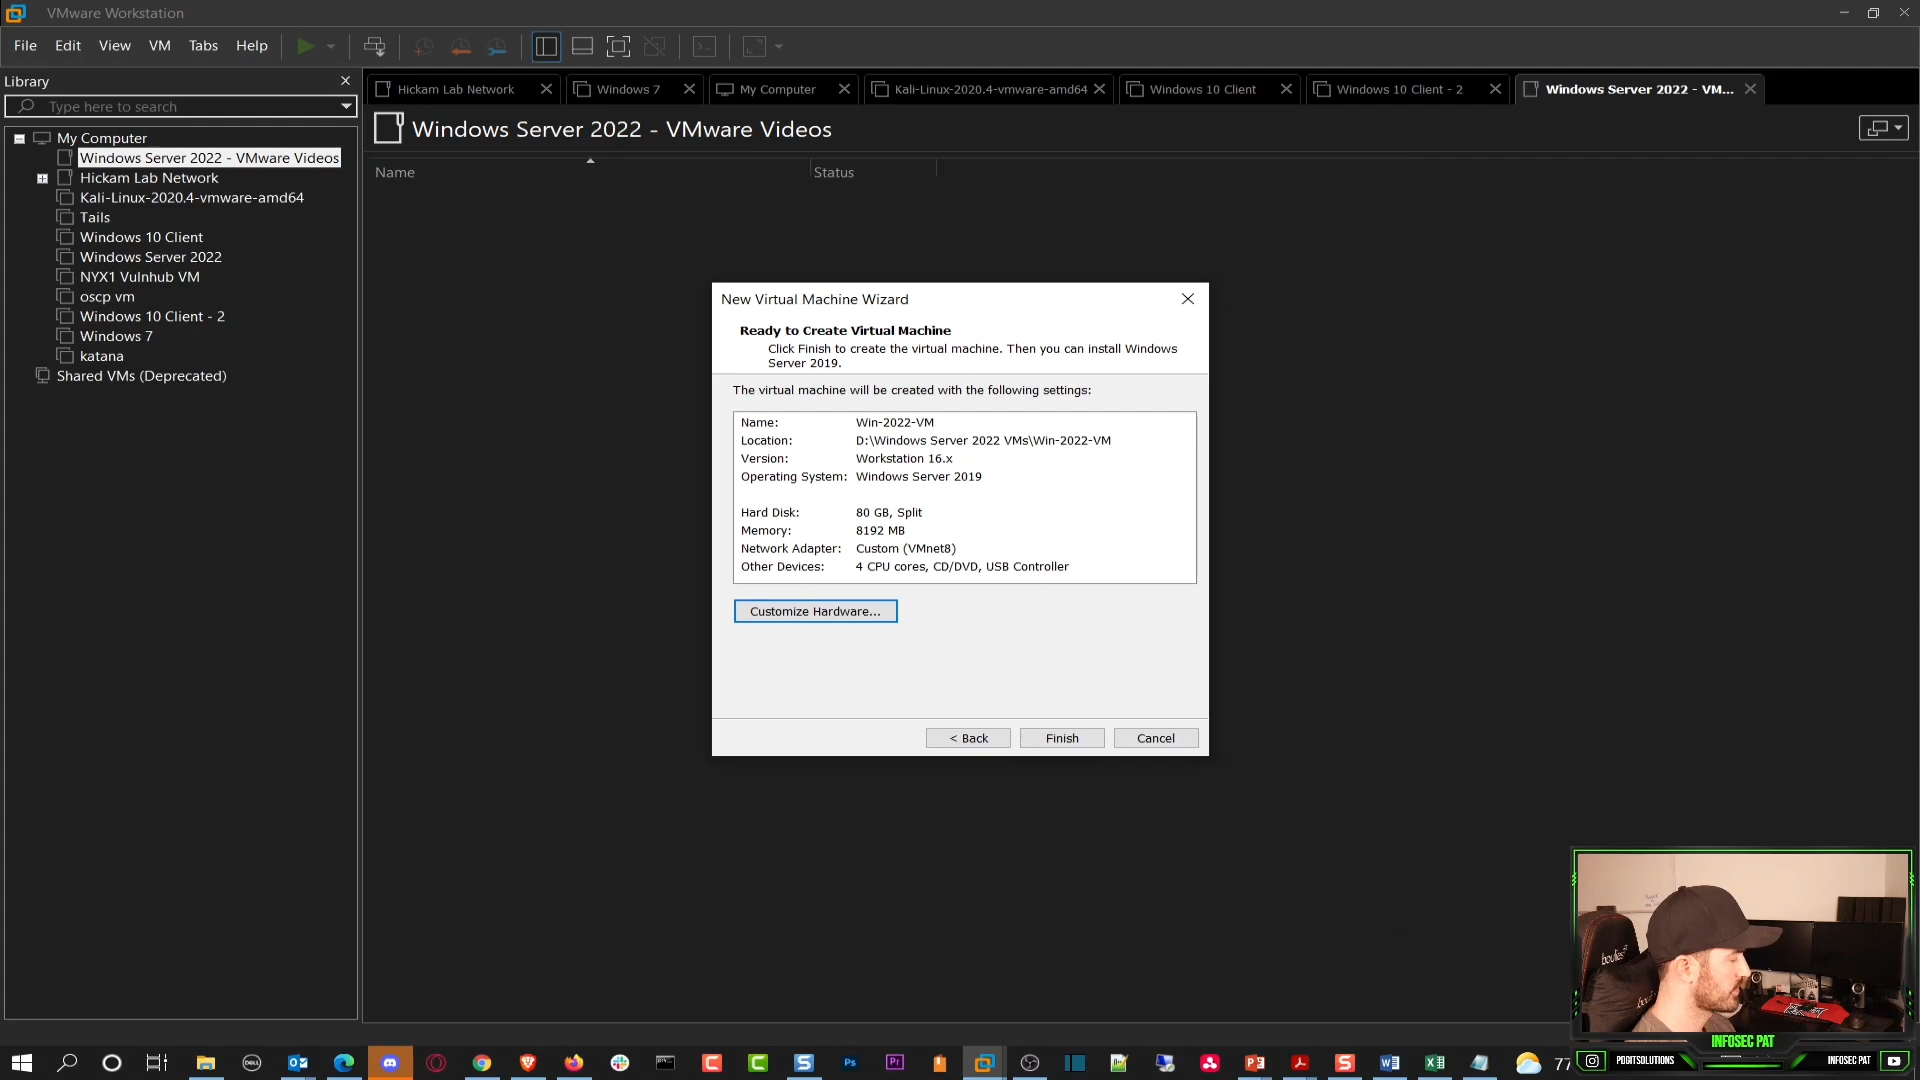 VMware Workstation
File Edit View VM Tabs Help
Library
Type here to search
My Computer
Windows Server 2022 - VMware Videos
Hickam Lab Network
Kali-Linux-2020.4-vmware-amd64
Tails
Windows 10 Client
Windows Server 2022
NYX1 Vulnhub VM
oscp vm
Windows 10 Client - 2
Windows 7
katana
Shared VMs (Deprecated)
Hickam Lab Network
Windows 7
My Computer
Kali-Linux-2020.4-vmware-amd64
Windows 10 Client
Windows 10 Client - 2
Windows Server 2022 - VM...
Windows Server 2022 - VMware Videos
Name Status
New Virtual Machine Wizard
Ready to Create Virtual Machine
Click Finish to create the virtual machine. Then you can install Windows
Server 2019.
The virtual machine will be created with the following settings:
Name: Win-2022-VM
Location: D:\Windows Server 2022 VMs\Win-2022-VM
Version: Workstation 16.x
Operating System: Windows Server 2019
Hard Disk: 80 GB, Split
Memory: 8192 MB
Network Adapter: Custom (VMnet8)
Other Devices: 4 CPU cores, CD/DVD, USB Controller
Customize Hardware...
< Back Finish Cancel
INFOSEC PAT
PDDITSOLUTIONS
INFOSEC PAT
DELL
Ps
Pr
77